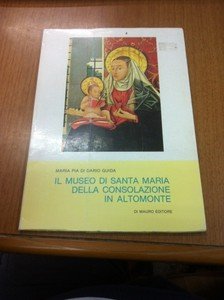 MARIA PIA DI DARIO GUIDA
IL MUSEO DI SANTA MARIA
DELLA CONSOLAZIONE
IN ALTOMONTE
DI MAURO EDITORE